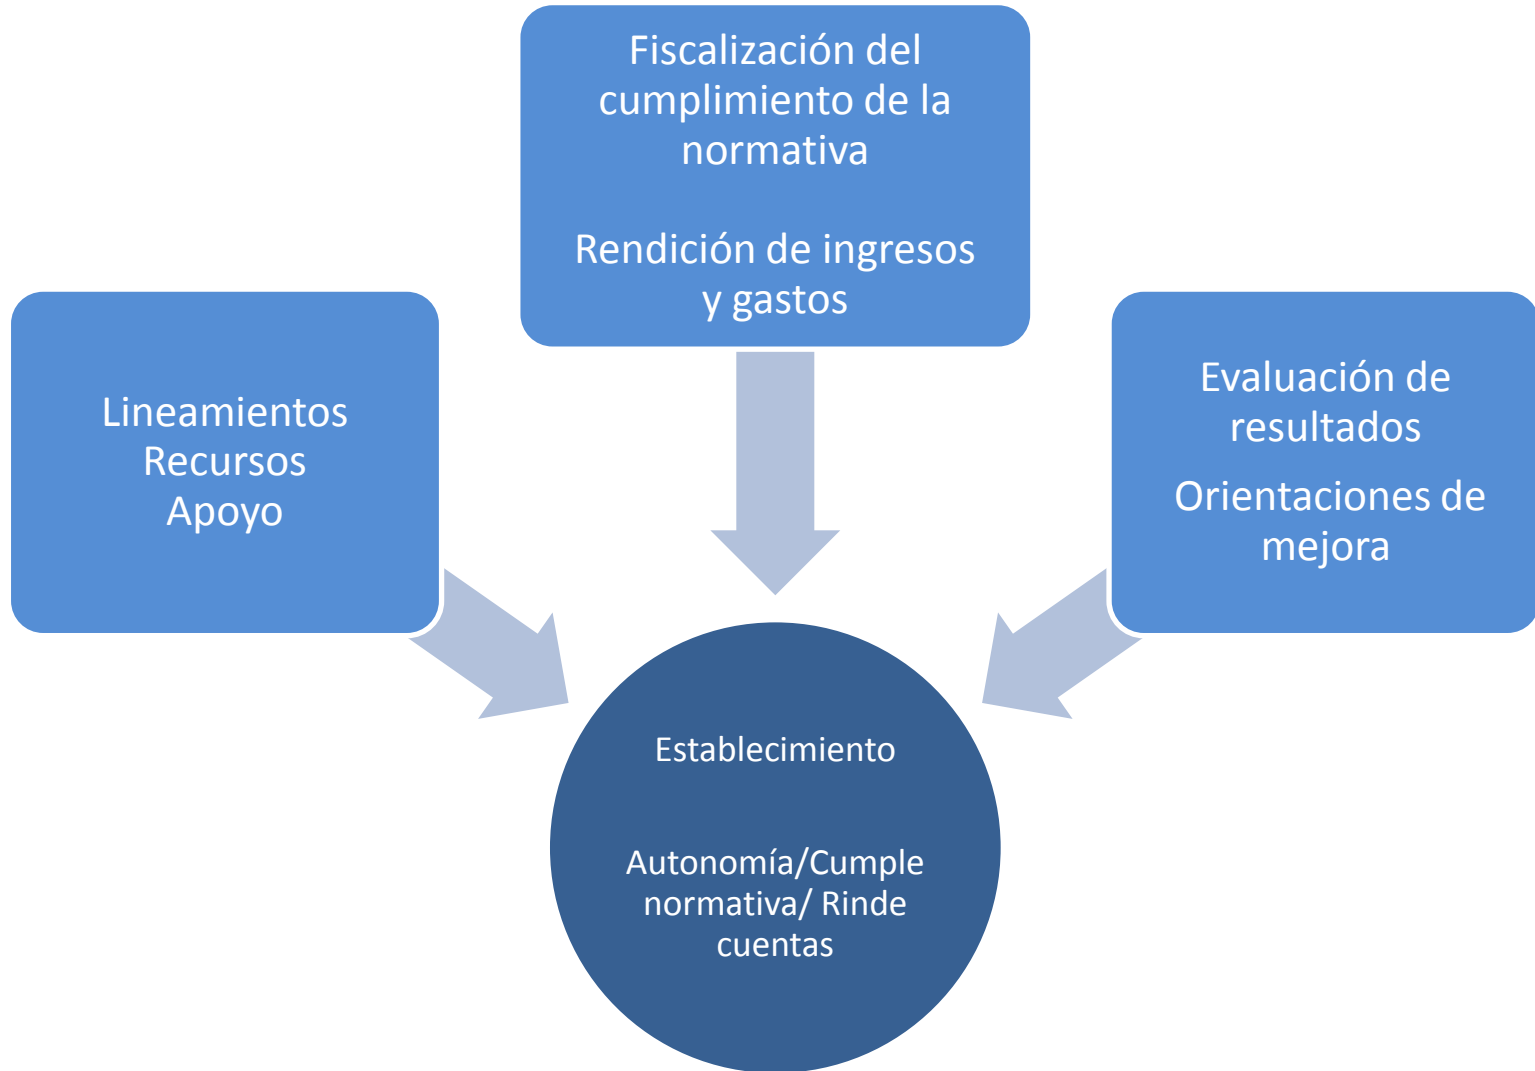 Fiscalización del
cumplimiento de la
normativa
Rendición de ingresos
y gastos
Lineamientos
Recursos
Apoyo
Evaluación de
resultados
Orientaciones de
mejora
Establecimiento
Autonomía/Cumple
normativa/ Rinde
cuentas